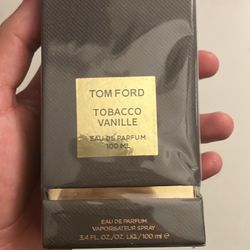 TOM FORD
TOBACCO
VANILLE
EAU DE PARFUM
100 ML
EAU DE PARFUM
VAPORISATEUR SPRAY
3.4 FL.OZ./OZ. LIQ./100 ml ℮